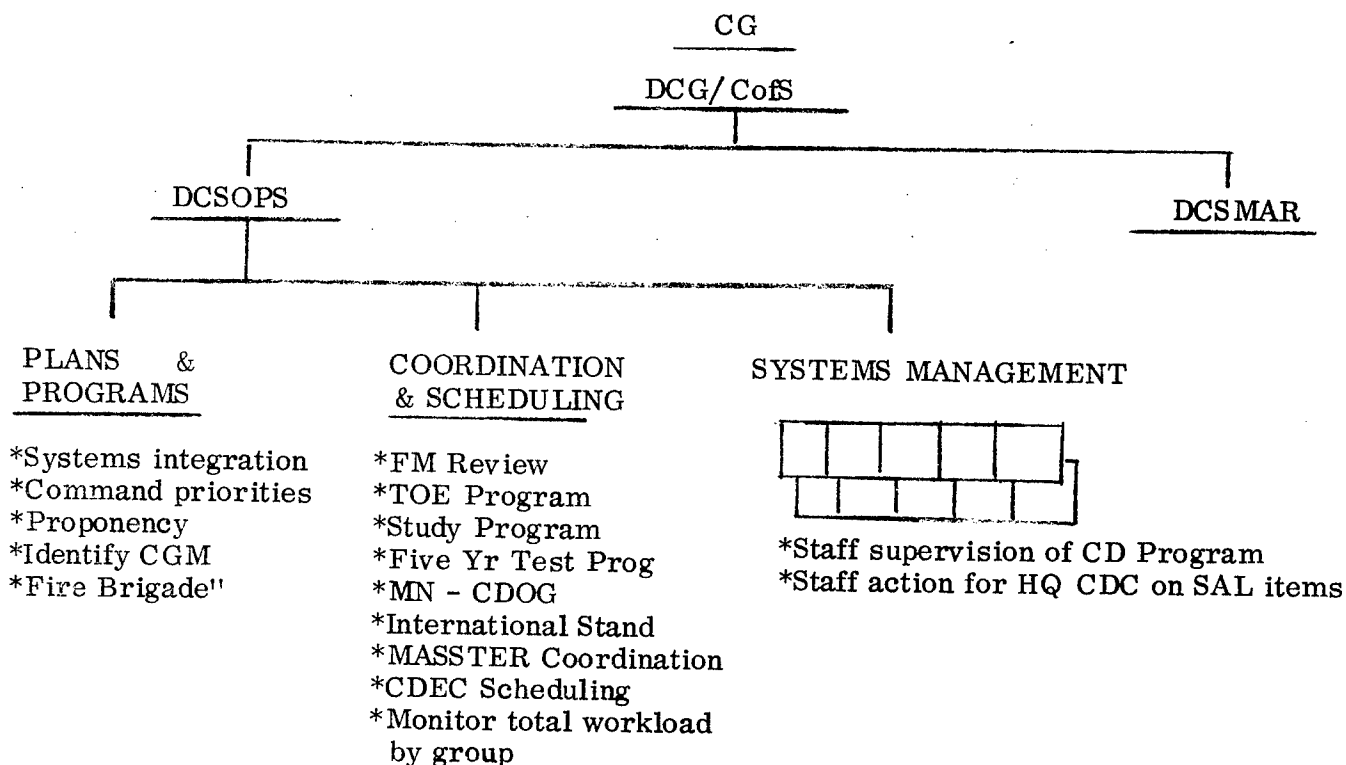 CG
DCG/CofS
DCSOPS
DCSMAR
PLANS &
PROGRAMS
*Systems integration
*Command priorities
*Proponency
*Identify CGM
*Fire Brigade"
COORDINATION
& SCHEDULING
*FM Review
*TOE Program
*Study Program
*Five Yr Test Prog
*MN - CDOG
*International Stand
*MASSTER Coordination
*CDEC Scheduling
*Monitor total workload
by group
SYSTEMS MANAGEMENT
*Staff supervision of CD Program
*Staff action for HQ CDC on SAL items